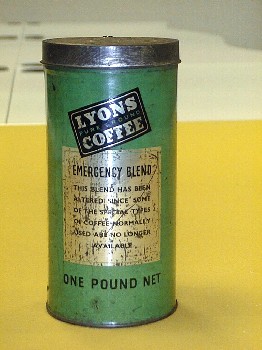 LYONS
PURE GROUND
COFFEE
EMERGENCY BLEND
THIS BLEND HAS BEEN
ALTERED SINCE SOME
OF THE SPECIAL TYPES
OF COFFEE NORMALLY
USED ARE NO LONGER
AVAILABLE
ONE POUND NET